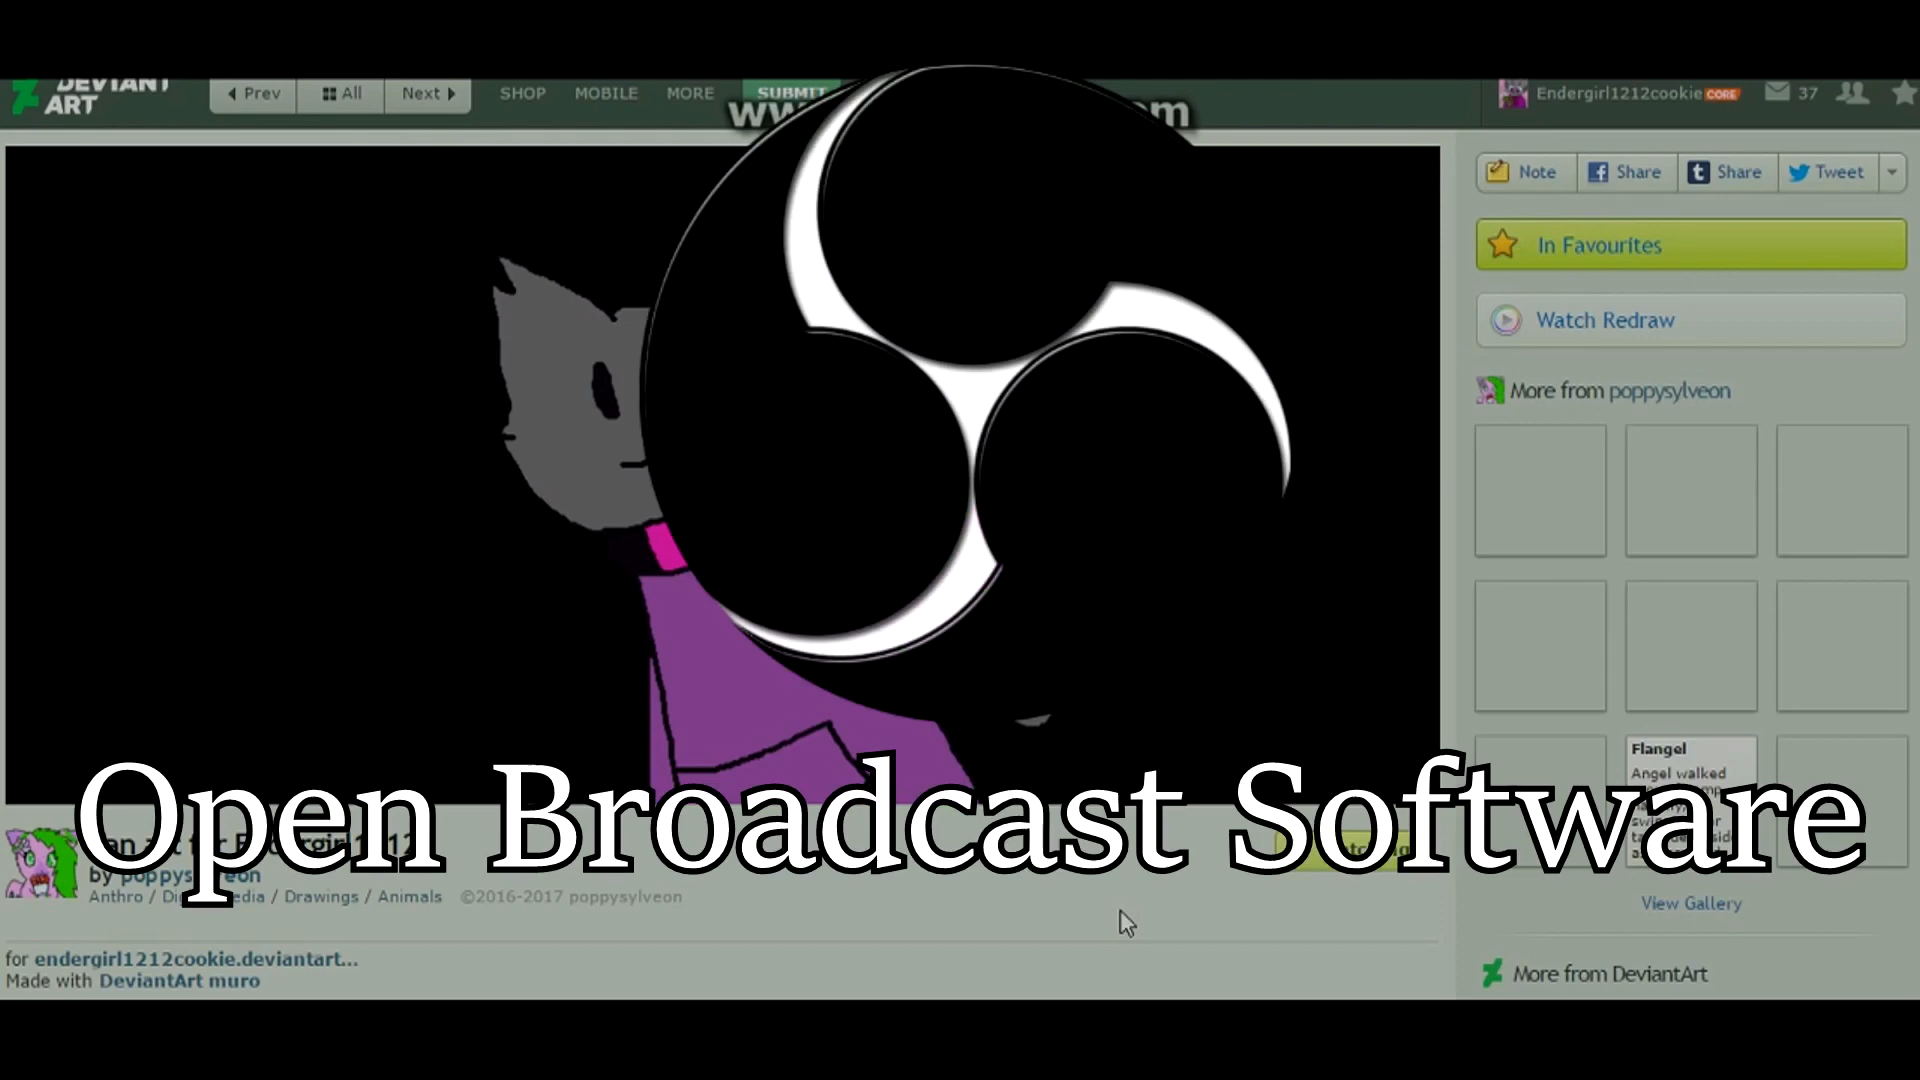 DEVIANT
ART
Prev
All
Next
SHOP
MOBILE
MORE
SUBMIT
Endergirl1212cookie CORE
37
Note
Share
Share
Tweet
In Favourites
Watch Redraw
More from poppysylveon
Flangel
Angel walked
Open Broadcast Software
by poppysylveon
Anthro / / Drawings / Animals ©2016-2017 poppysylveon
View Gallery
for endergirl1212cookie.deviantart...
Made with DeviantArt muro
More from DeviantArt